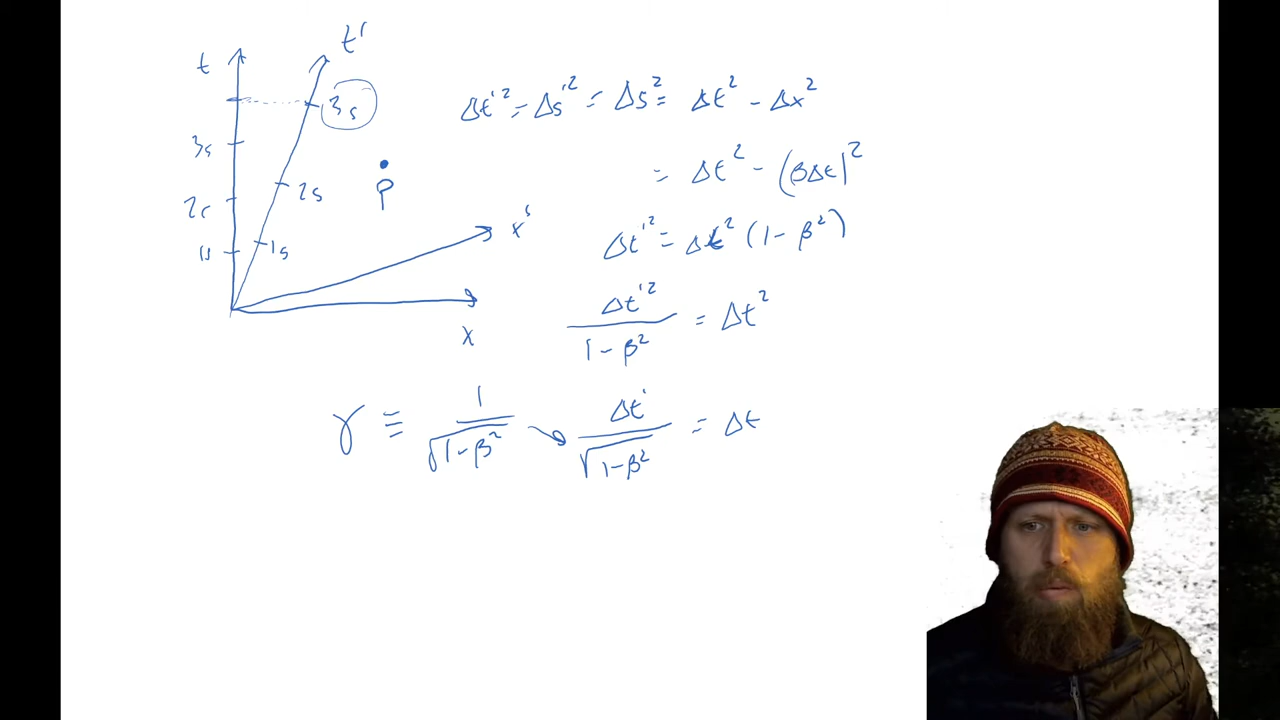 t
t'
3s
3s
2s
2s
1s
1s
P
x'
x
Δt'² = Δs'² = Δs² = Δt² - Δx²
= Δt² - (βΔt)²
Δt'² = Δt² (1 - β²)
Δt'² / 1 - β² = Δt²
γ ≡ 1 / √1 - β² → Δt' / √1 - β² = Δt